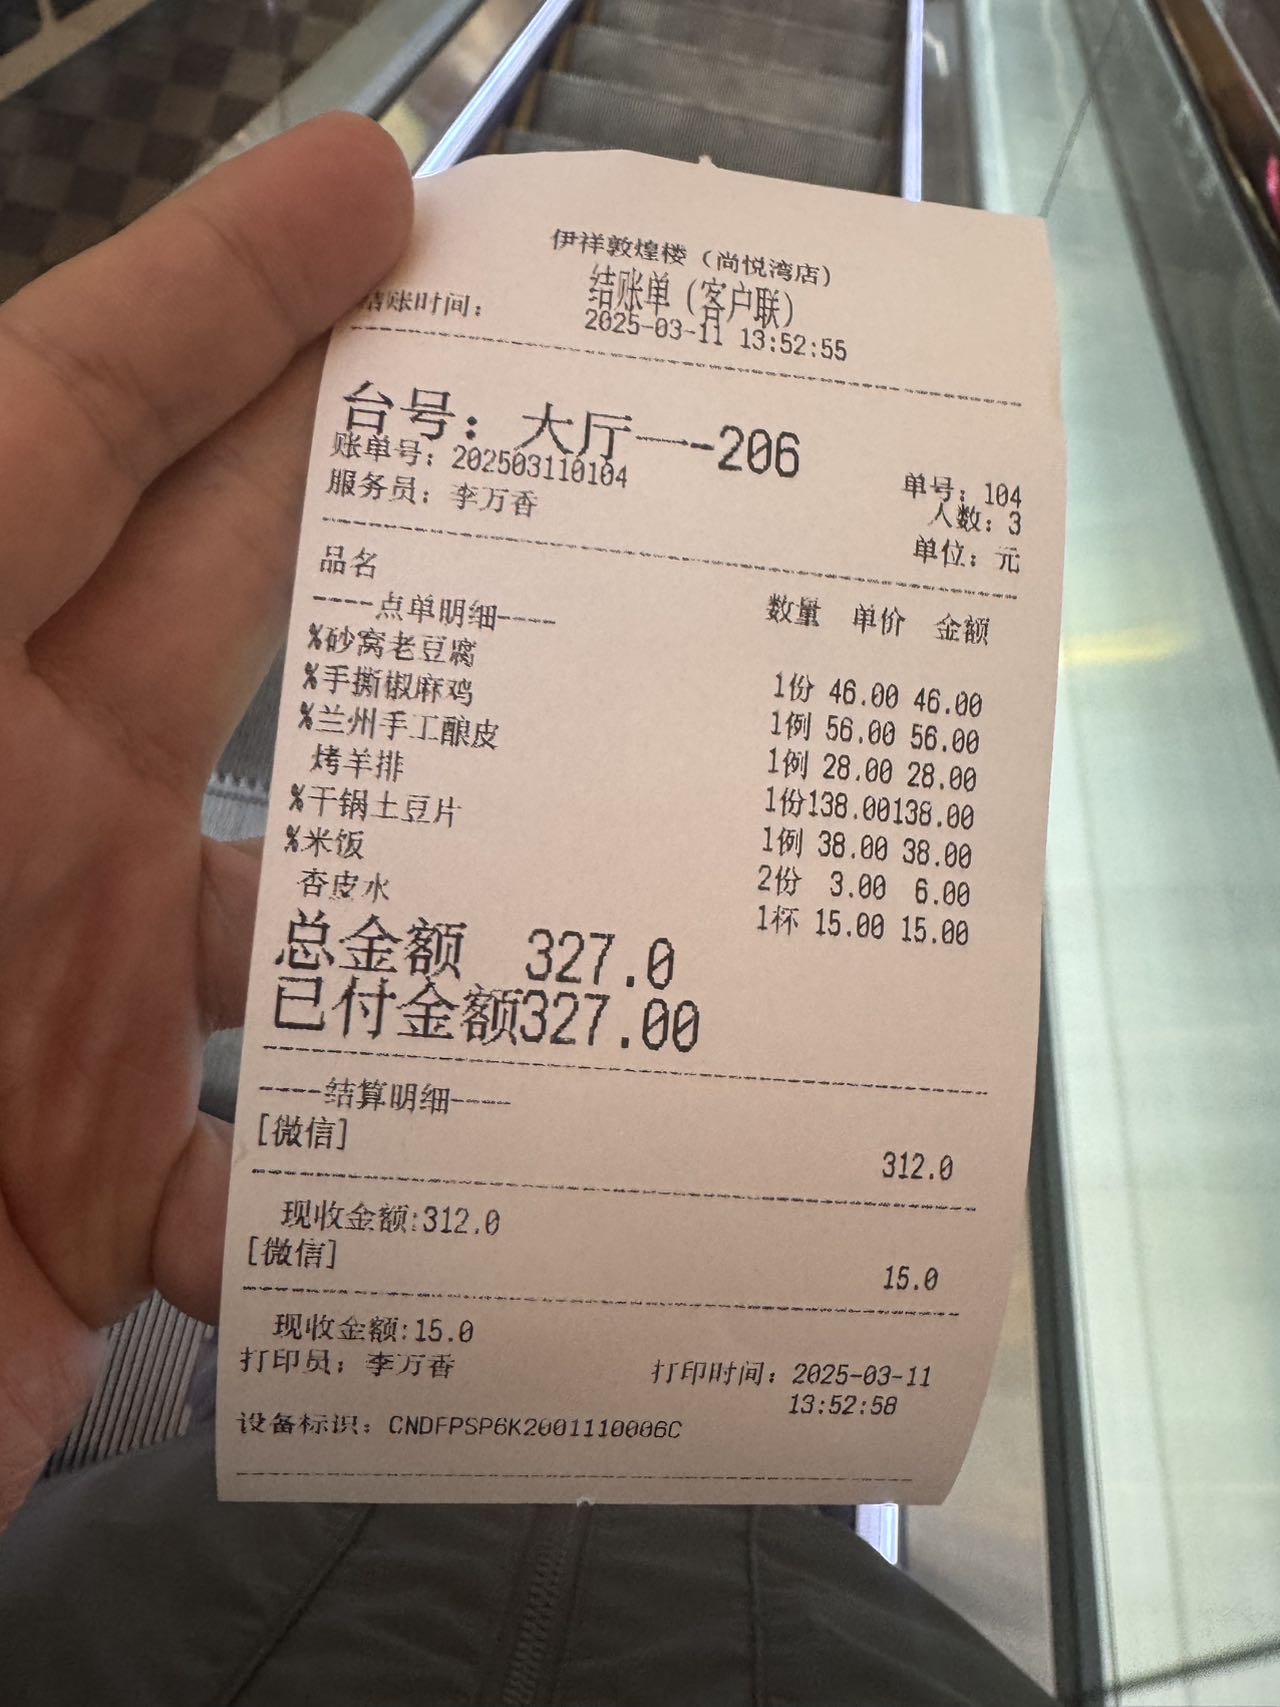 伊祥敦煌楼（尚悦湾店）
结账单（客户联）
结账时间： 2025-03-11 13:52:55
台号：大厅一-206
账单号：202503110104 单号：104
服务员：李万香 人数：3
单位：元
品名 数量 单价 金额
----点单明细----
%砂窝老豆腐 1份 46.00 46.00
%手撕椒麻鸡 1例 56.00 56.00
%兰州手工酿皮 1例 28.00 28.00
烤羊排 1份138.00138.00
%干锅土豆片 1例 38.00 38.00
%米饭 2份 3.00 6.00
杏皮水 1杯 15.00 15.00
总金额 327.0
已付金额327.00
----结算明细----
[微信] 312.0
现收金额:312.0
[微信] 15.0
现收金额:15.0
打印员：李万香 打印时间：2025-03-11
13:52:58
设备标识：CNDFPSP6K2001110006C